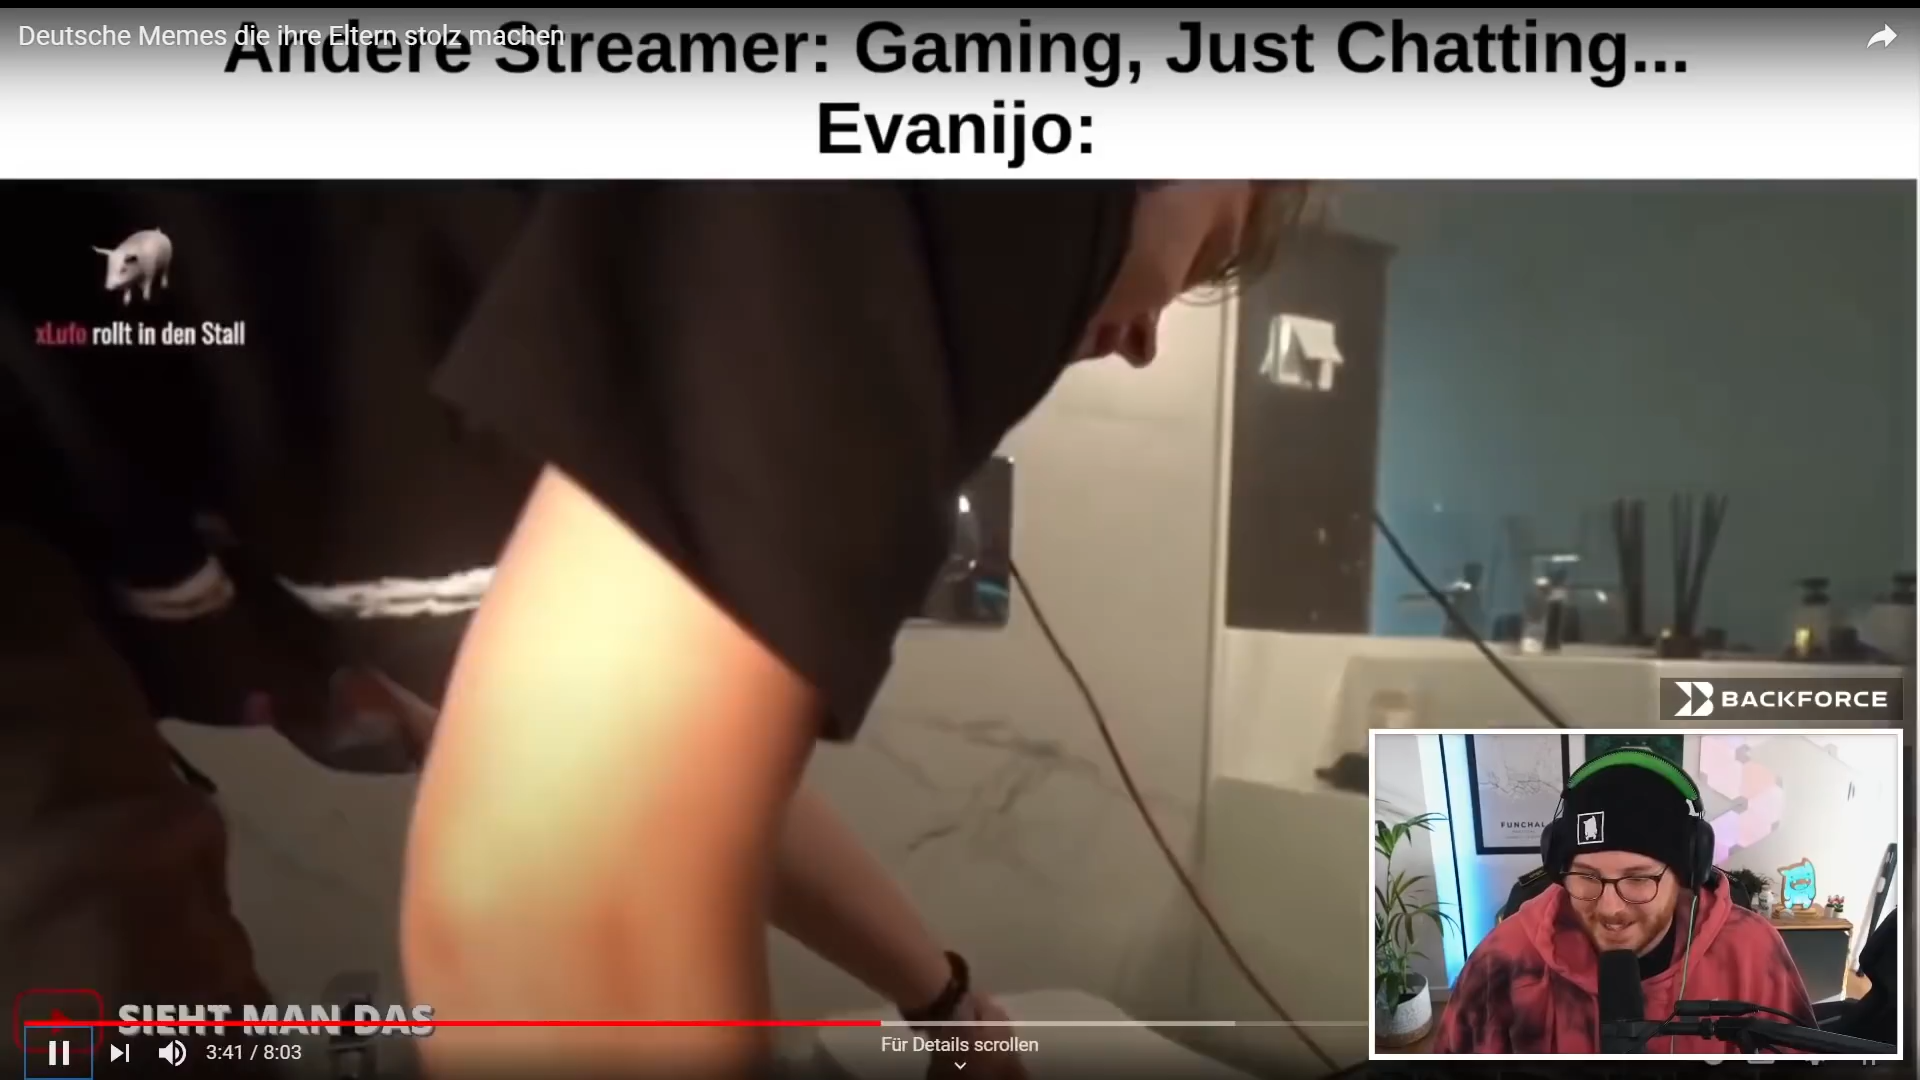 Deutsche Memes die ihre Eltern stolz machen
Andere Streamer: Gaming, Just Chatting...
Evanijo:
xLufo rollt in den Stall
BACKFORCE
FUNCHAL
SIEHT MAN DAS
3:41 / 8:03
Für Details scrollen